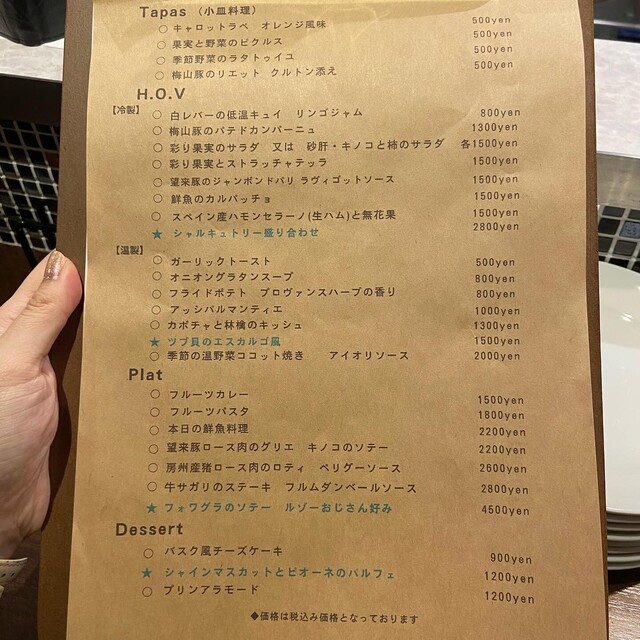 Tapas （小皿料理）
○ キャロットラペ オレンジ風味 500yen
○ 果実と野菜のピクルス 500yen
○ 季節野菜のラタトゥイユ 500yen
○ 梅山豚のリエット クルトン添え 500yen
H.O.V
【冷製】 ○ 白レバーの低温キュイ リンゴジャム 800yen
○ 梅山豚のパテドカンパーニュ 1300yen
○ 彩り果実のサラダ 又は 砂肝・キノコと柿のサラダ 各1500yen
○ 彩り果実とストラッチャテッラ 1500yen
○ 望来豚のジャンボンドパリ ラヴィゴットソース 1500yen
○ 鮮魚のカルパッチョ 1500yen
○ スペイン産ハモンセラーノ(生ハム)と無花果 1500yen
★ シャルキュトリー盛り合わせ 2800yen
【温製】
○ ガーリックトースト 500yen
○ オニオングラタンスープ 800yen
○ フライドポテト プロヴァンスハーブの香り 800yen
○ アッシパルマンティエ 1000yen
○ カボチャと林檎のキッシュ 1300yen
★ ツブ貝のエスカルゴ風 1500yen
○ 季節の温野菜ココット焼き アイオリソース 2000yen
Plat
○ フルーツカレー 1500yen
○ フルーツパスタ 1800yen
○ 本日の鮮魚料理 2200yen
○ 望来豚ロース肉のグリエ キノコのソテー 2200yen
○ 房州産猪ロース肉のロティ ペリグーソース 2600yen
○ 牛サガリのステーキ フルムダンベールソース 2800yen
★ フォワグラのソテー ルゾーおじさん好み 4500yen
Dessert
○ バスク風チーズケーキ 900yen
★ シャインマスカットとピオーネのパルフェ 1200yen
○ プリンアラモード 1200yen
◆価格は税込み価格となっております